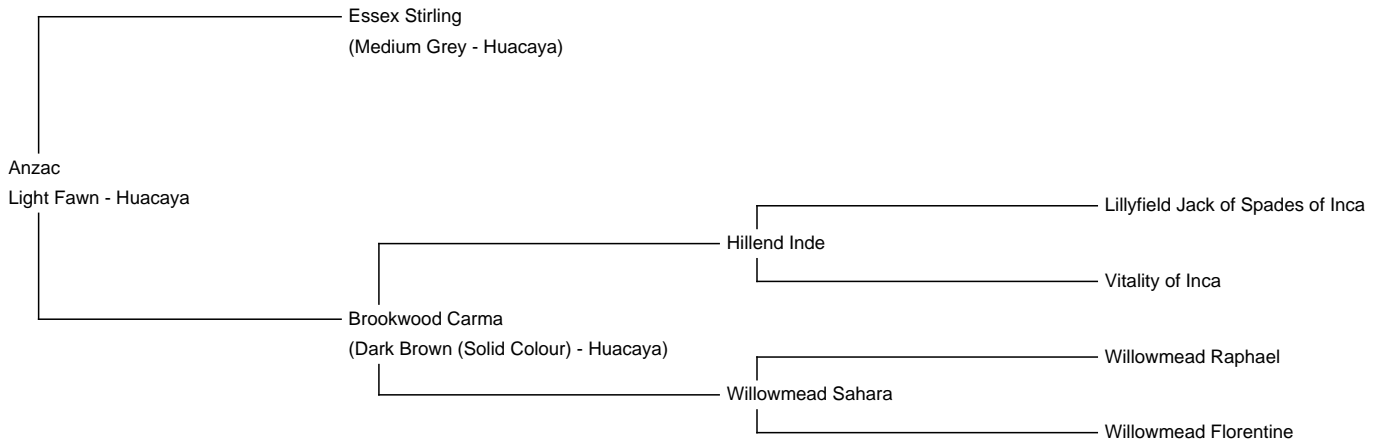 Essex Stirling
(Medium Grey - Huacaya)
Anzac
Light Fawn - Huacaya
Lillyfield Jack of Spades of Inca
Hillend Inde
Vitality of Inca
Brookwood Carma
(Dark Brown (Solid Colour) - Huacaya)
Willowmead Raphael
Willowmead Sahara
Willowmead Florentine